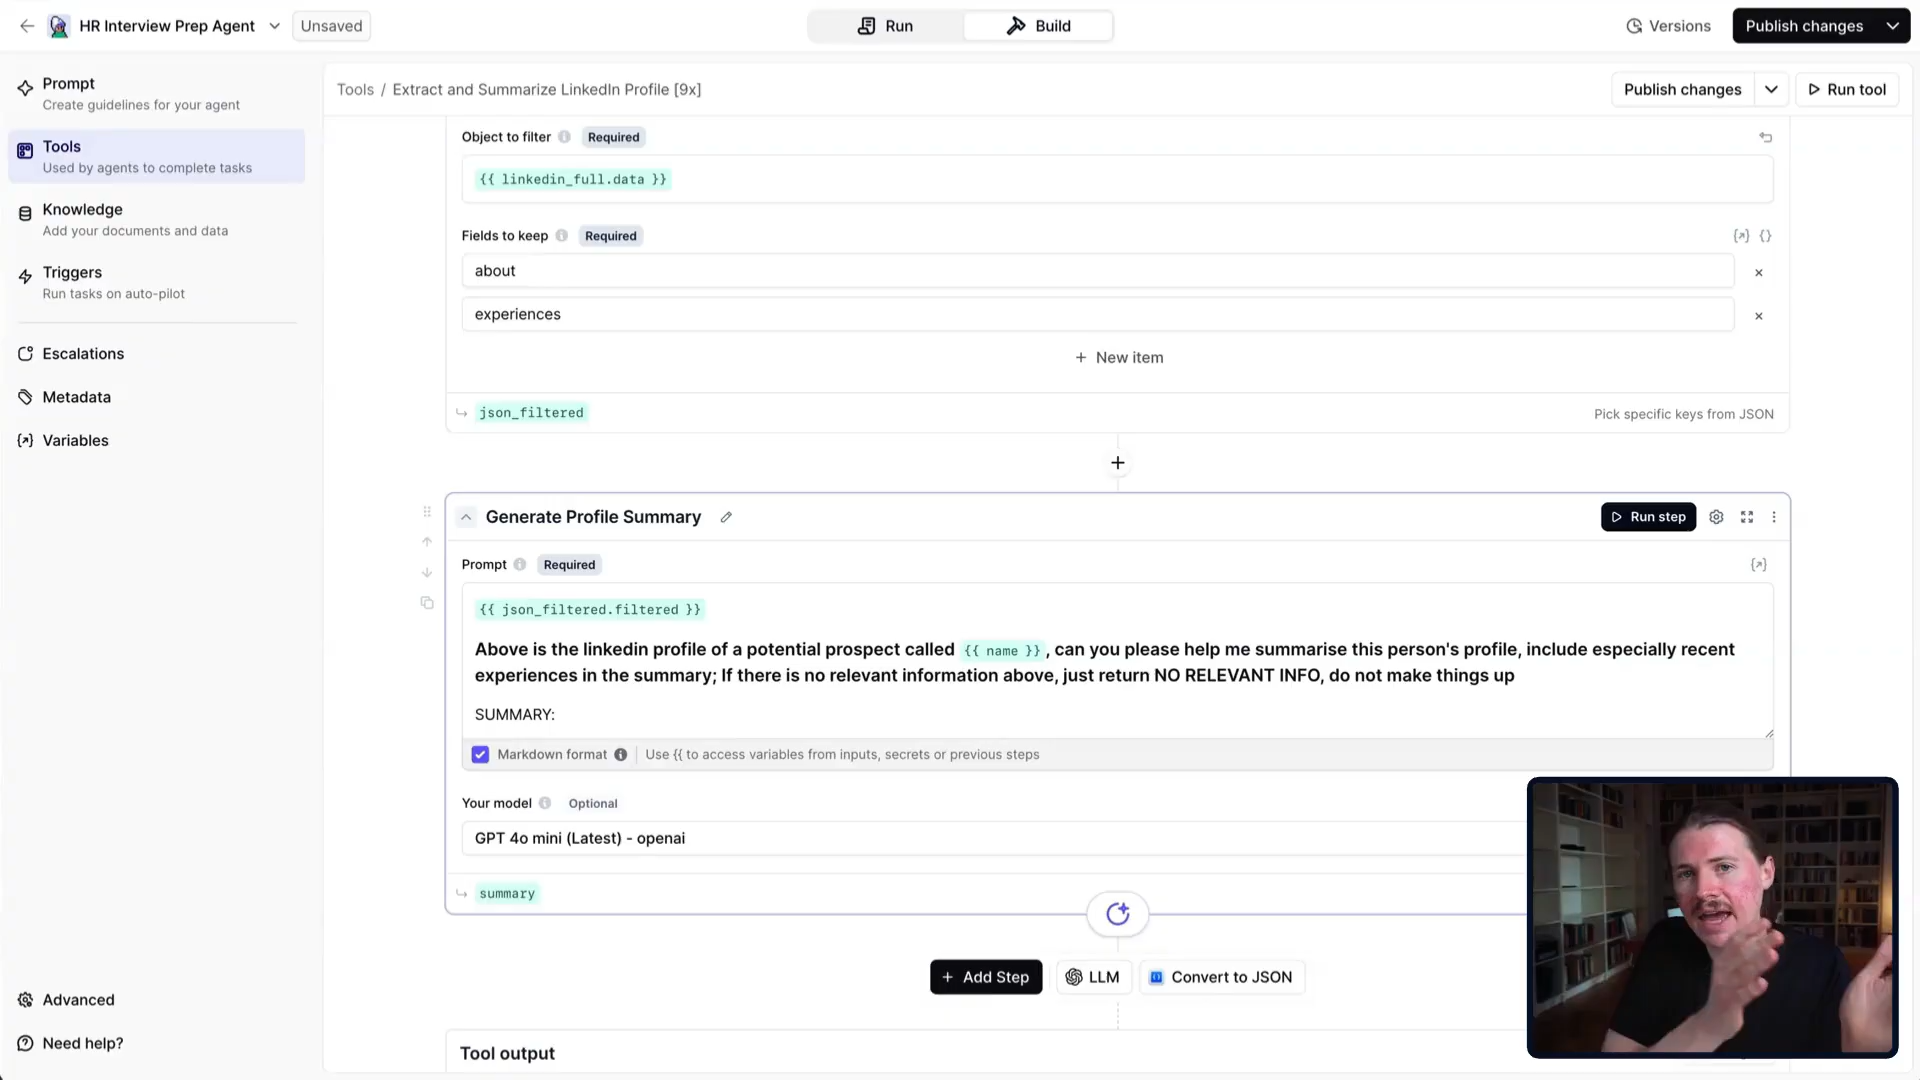 HR Interview Prep Agent
Unsaved
Run
Build
Versions
Publish changes
Prompt
Create guidelines for your agent
Tools
Used by agents to complete tasks
Knowledge
Add your documents and data
Triggers
Run tasks on auto-pilot
Escalations
Metadata
Variables
Advanced
Need help?
Tools / Extract and Summarize LinkedIn Profile [9x]
Publish changes
Run tool
Object to filter Required
{{ linkedin_full.data }}
Fields to keep Required
about
experiences
+ New item
json_filtered
Pick specific keys from JSON
Generate Profile Summary
Run step
Prompt Required
{{ json_filtered.filtered }}
Above is the linkedin profile of a potential prospect called {{ name }}, can you please help me summarise this person's profile, include especially recent
experiences in the summary; If there is no relevant information above, just return NO RELEVANT INFO, do not make things up
SUMMARY:
Markdown format
Use {{ to access variables from inputs, secrets or previous steps
Your model Optional
GPT 4o mini (Latest) - openai
summary
+ Add Step
LLM
Convert to JSON
Tool output